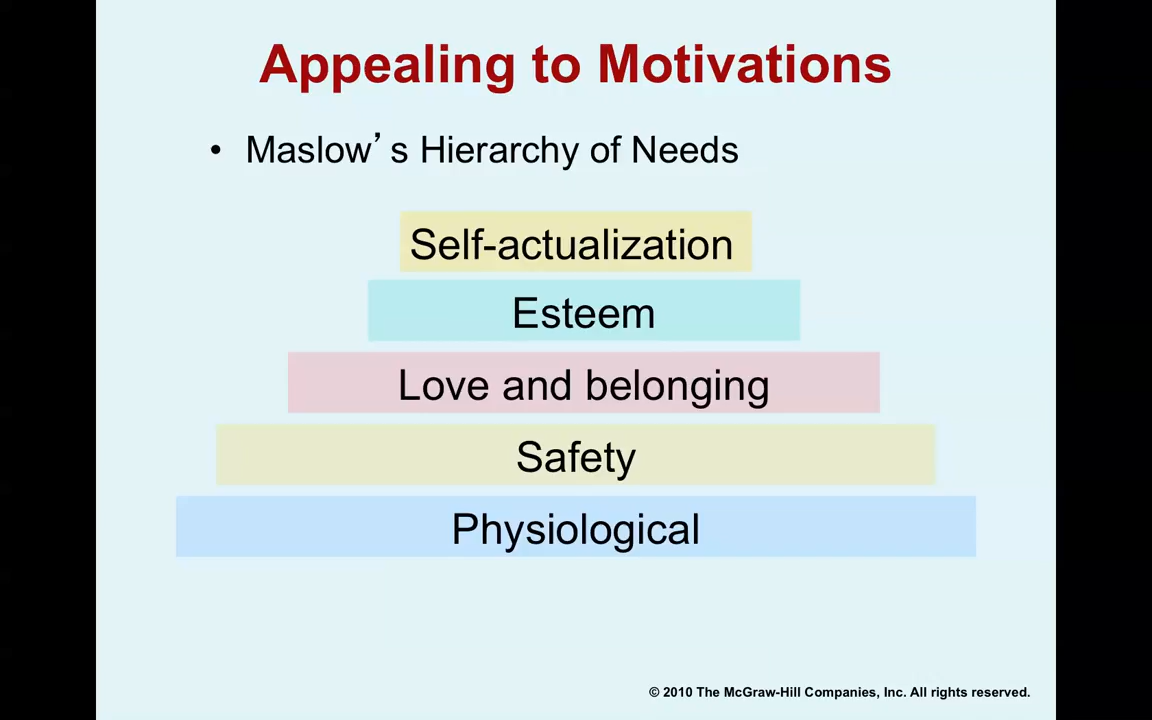 Appealing to Motivations
• Maslow’s Hierarchy of Needs
Self-actualization
Esteem
Love and belonging
Safety
Physiological
© 2010 The McGraw-Hill Companies, Inc. All rights reserved.